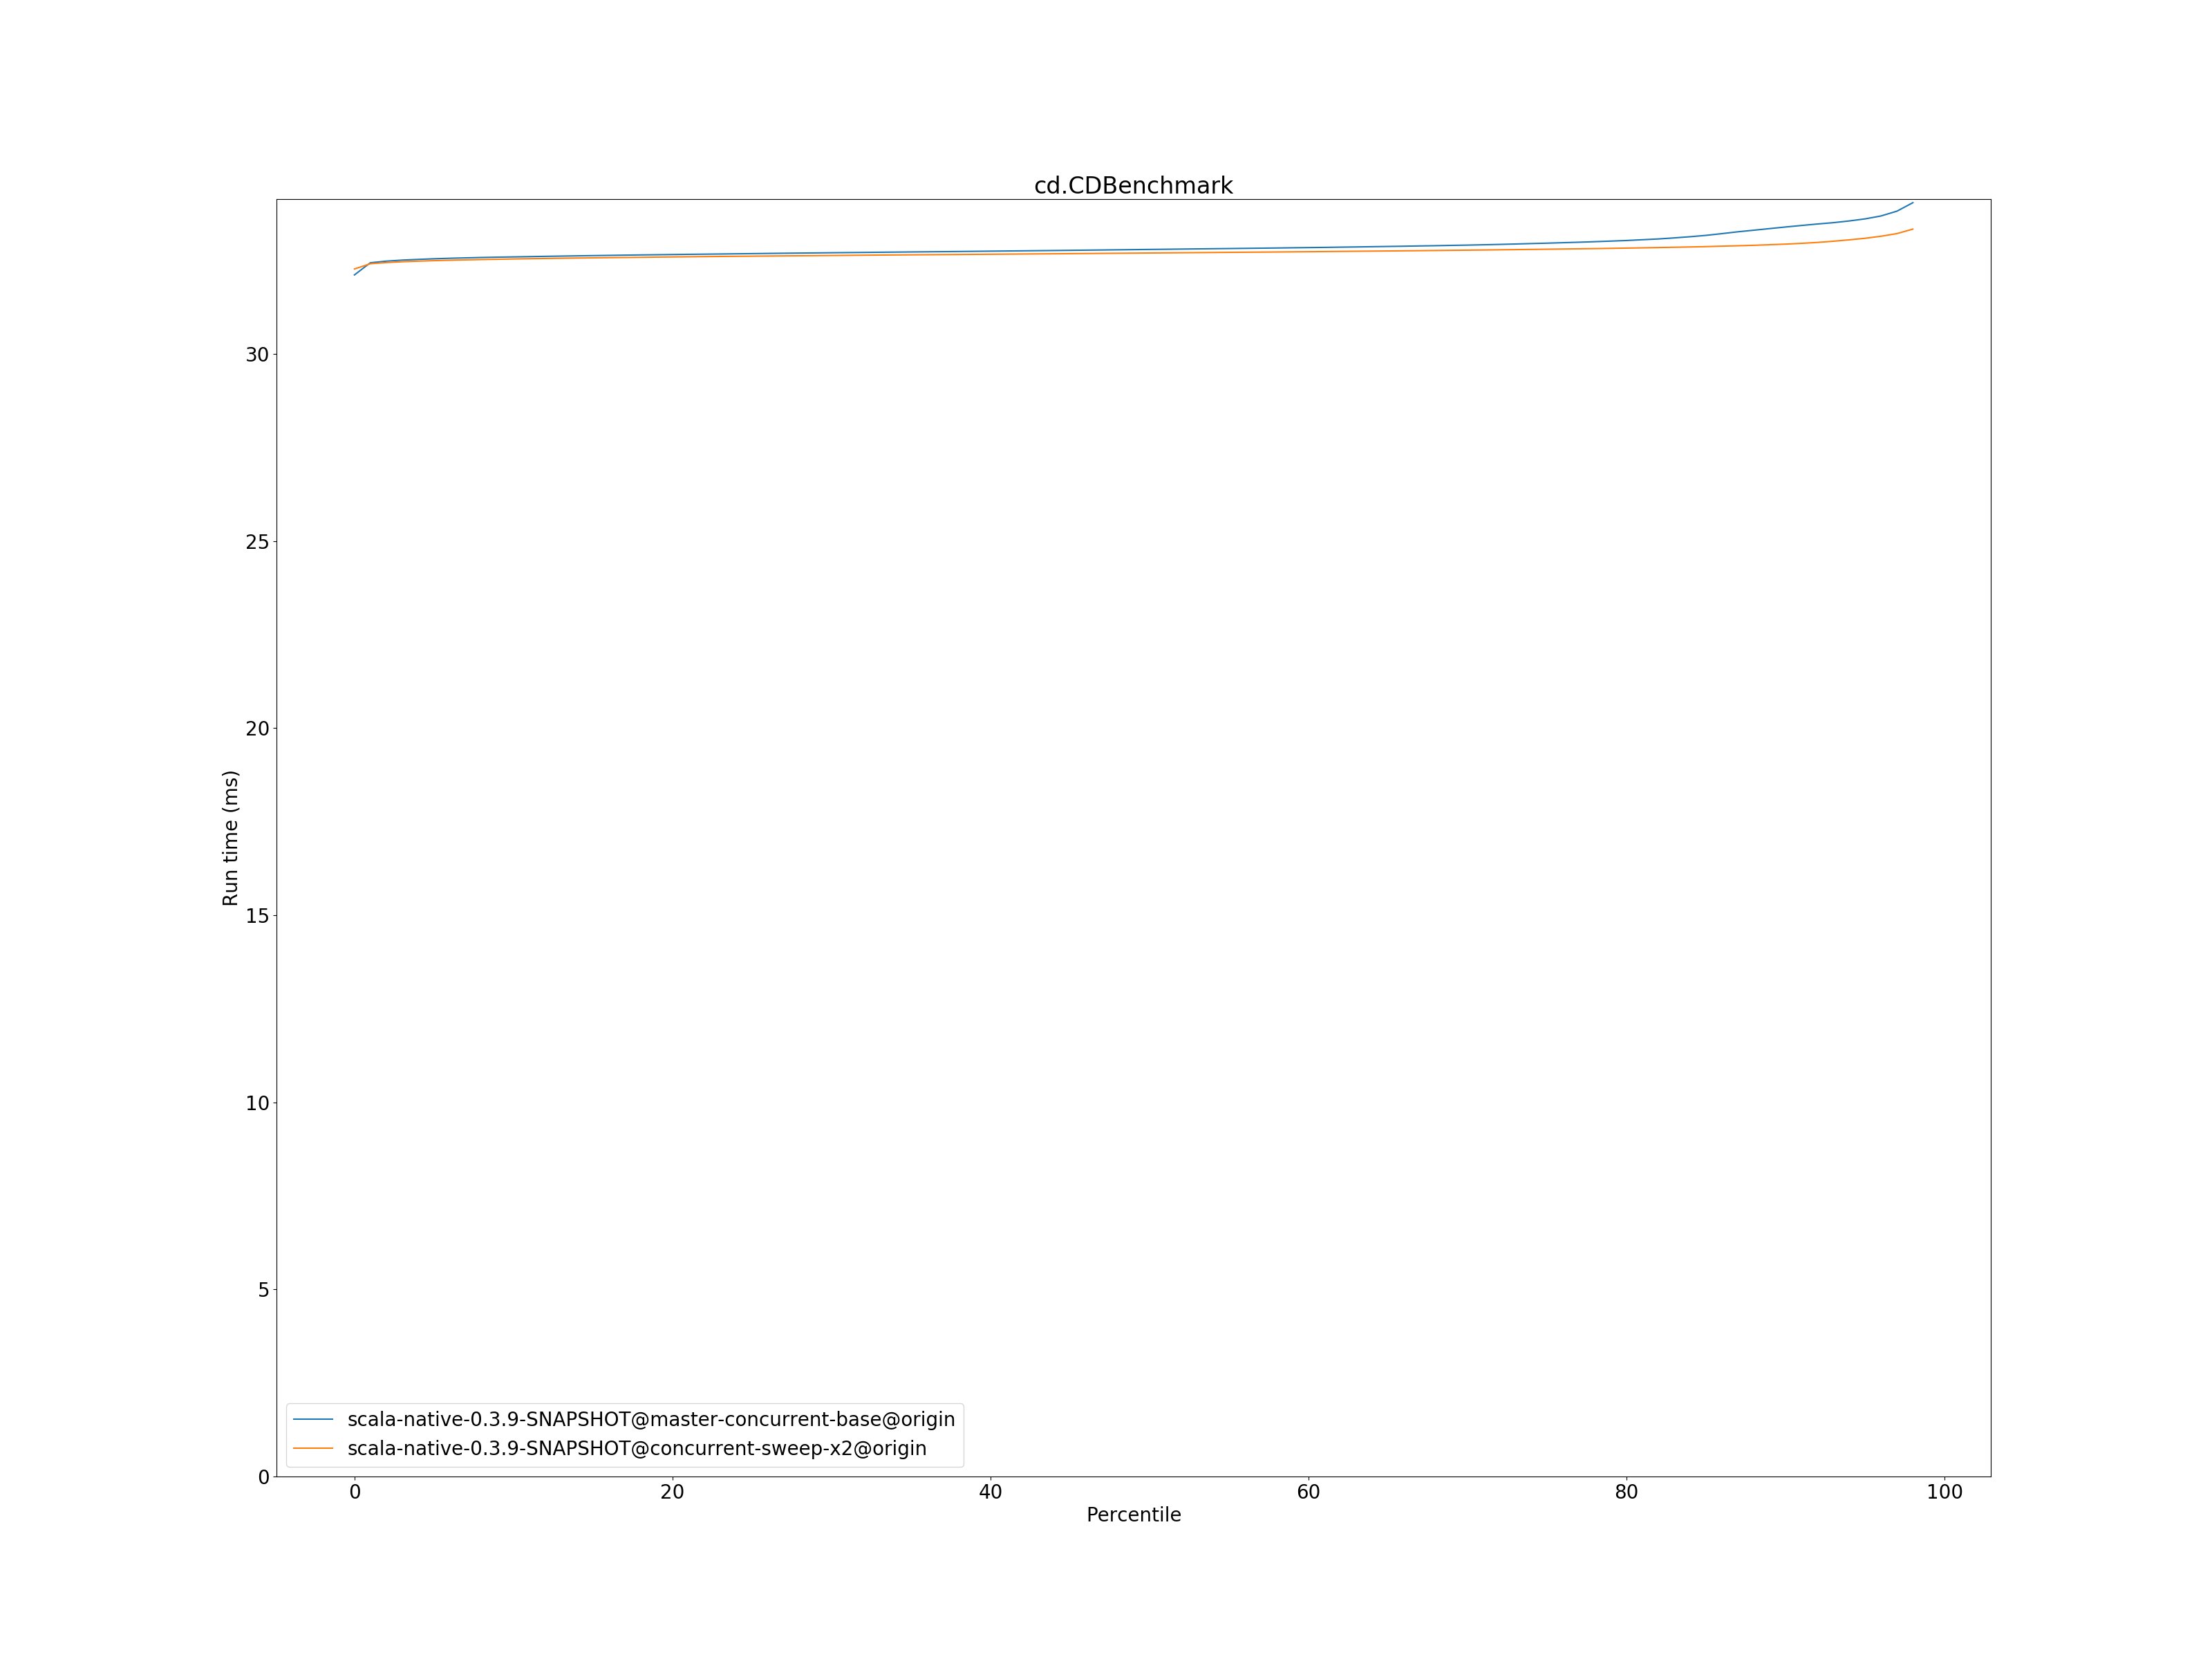 cd.CDBenchmark
30
25
20
15
10
5
0
Run time (ms)
scala-native-0.3.9-SNAPSHOT@master-concurrent-base@origin
scala-native-0.3.9-SNAPSHOT@concurrent-sweep-x2@origin
0 20 40 60 80 100
Percentile